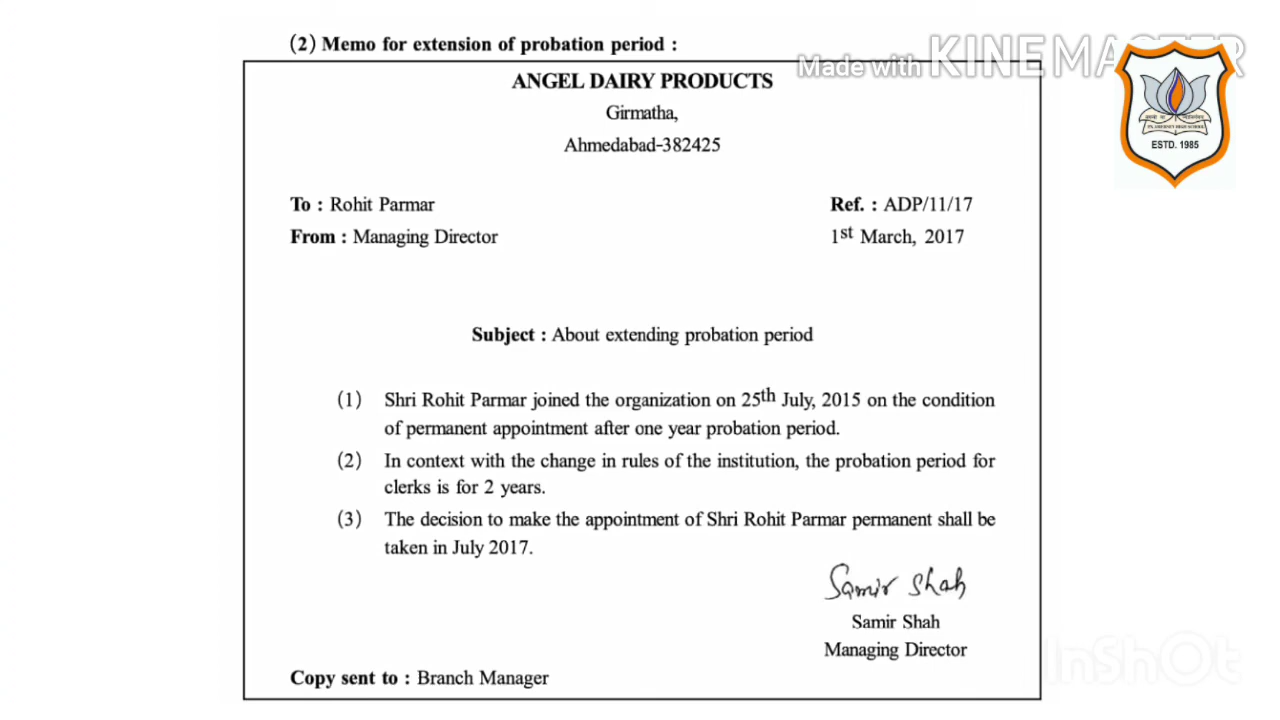 (2) Memo for extension of probation period :
Made with KINEMASTER
ANGEL DAIRY PRODUCTS
Girmatha,
Ahmedabad-382425
ESTD. 1985
To : Rohit Parmar
Ref. : ADP/11/17
From : Managing Director
1st March, 2017
Subject : About extending probation period
(1) Shri Rohit Parmar joined the organization on 25th July, 2015 on the condition
of permanent appointment after one year probation period.
(2) In context with the change in rules of the institution, the probation period for
clerks is for 2 years.
(3) The decision to make the appointment of Shri Rohit Parmar permanent shall be
taken in July 2017.
Samir Shah
Samir Shah
Managing Director
Copy sent to : Branch Manager
InShOt